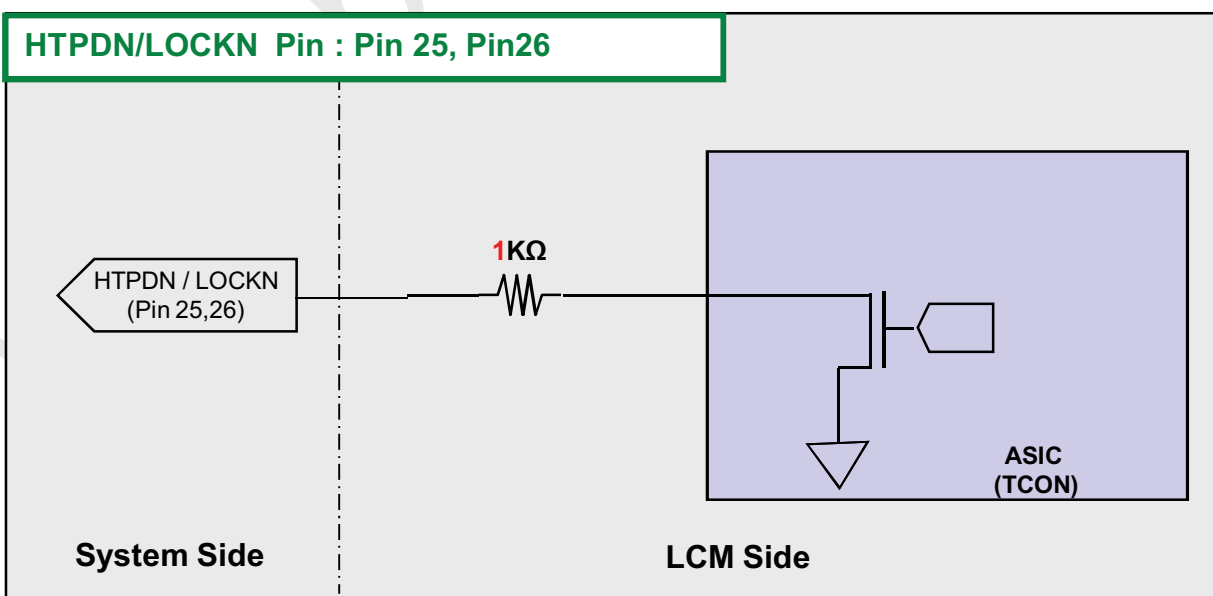 HTPDN/LOCKN Pin : Pin 25, Pin26
1KΩ
HTPDN / LOCKN
(Pin 25,26)
ASIC
(TCON)
System Side
LCM Side